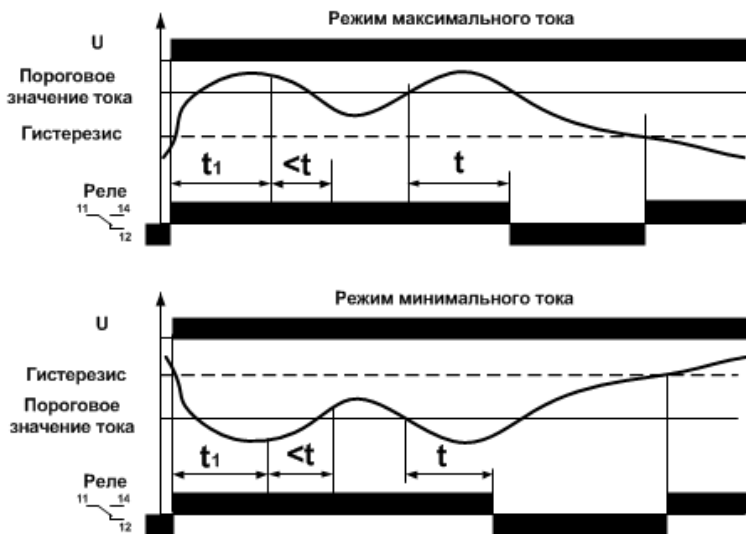 Режим максимального тока
U
Пороговое
значение тока
Гистерезис
t1 <t t
Реле
11 14
12
Режим минимального тока
U
Гистерезис
Пороговое
значение тока
t1 <t t
Реле
11 14
12